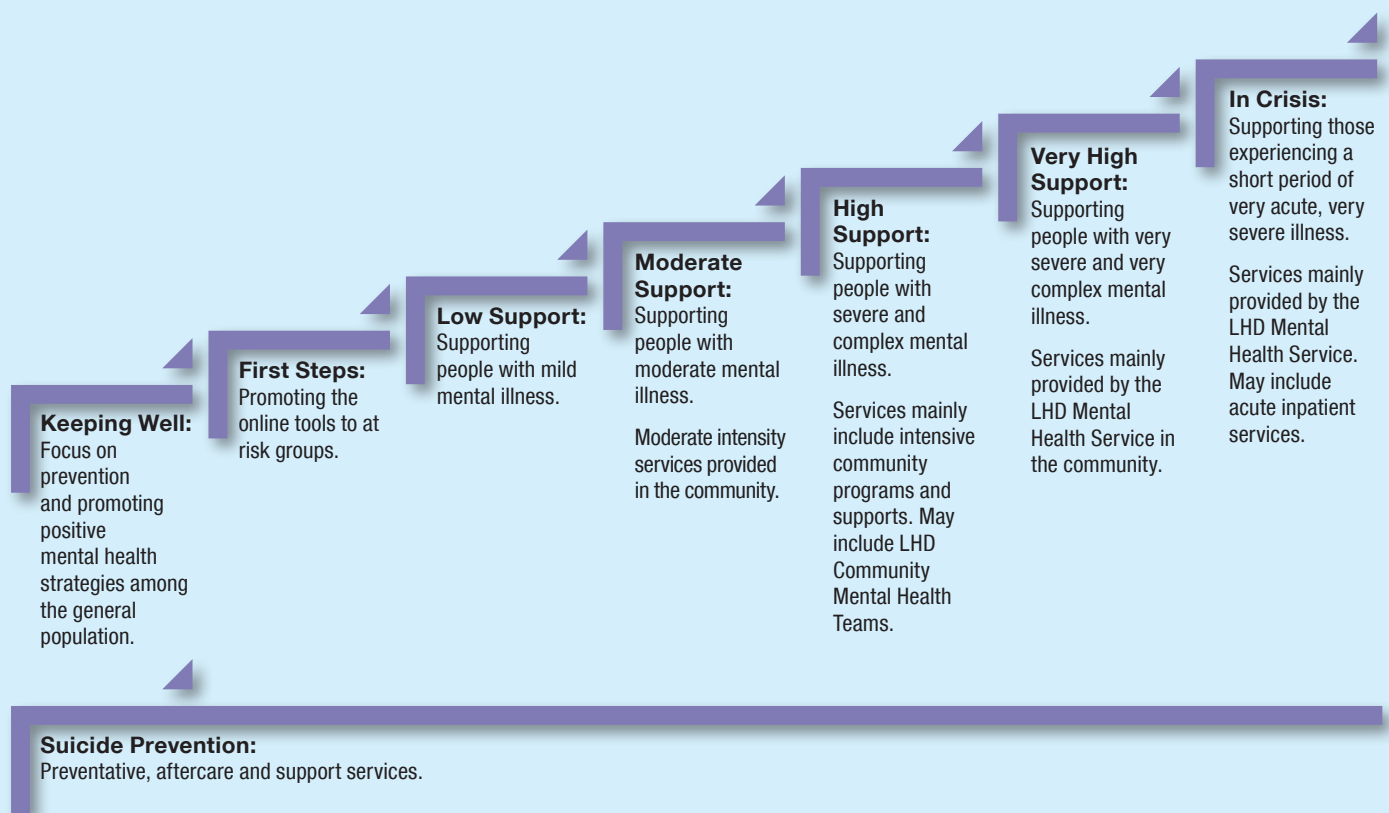 Keeping Well:
Focus on
prevention
and promoting
positive
mental health
strategies among
the general
population.
First Steps:
Promoting the
online tools to at
risk groups.
Low Support:
Supporting
people with mild
mental illness.
Moderate
Support:
Supporting
people with
moderate mental
illness.
Moderate intensity
services provided
in the community.
High
Support:
Supporting
people with
severe and
complex mental
illness.
Services mainly
include intensive
community
programs and
supports. May
include LHD
Community
Mental Health
Teams.
Very High
Support:
Supporting
people with very
severe and very
complex mental
illness.
Services mainly
provided by the
LHD Mental
Health Service in
the community.
In Crisis:
Supporting those
experiencing a
short period of
very acute, very
severe illness.
Services mainly
provided by the
LHD Mental
Health Service.
May include
acute inpatient
services.
Suicide Prevention:
Preventative, aftercare and support services.